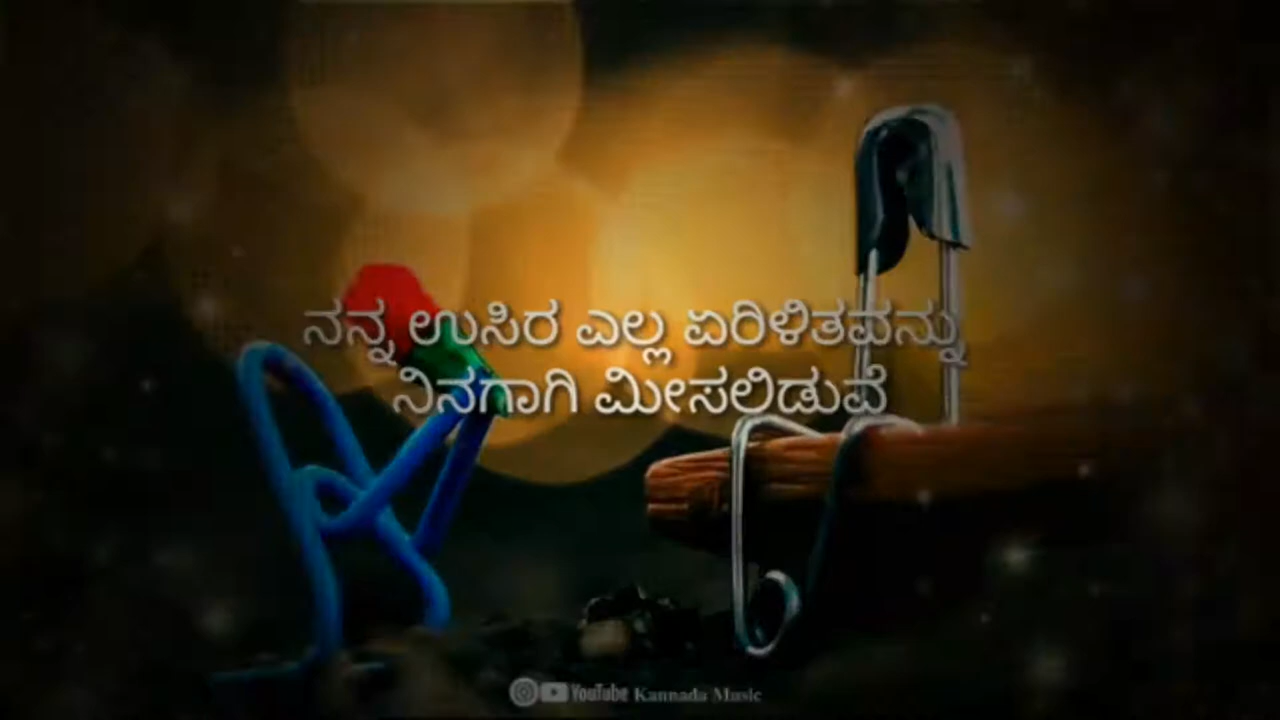 ನನ್ನ ಉಸಿರ ಎಲ್ಲ ಏರಿಳಿತವನ್ನು
ನಿನಗಾಗಿ ಮೀಸಲಿಡುವೆ
YouTube Kannada Music